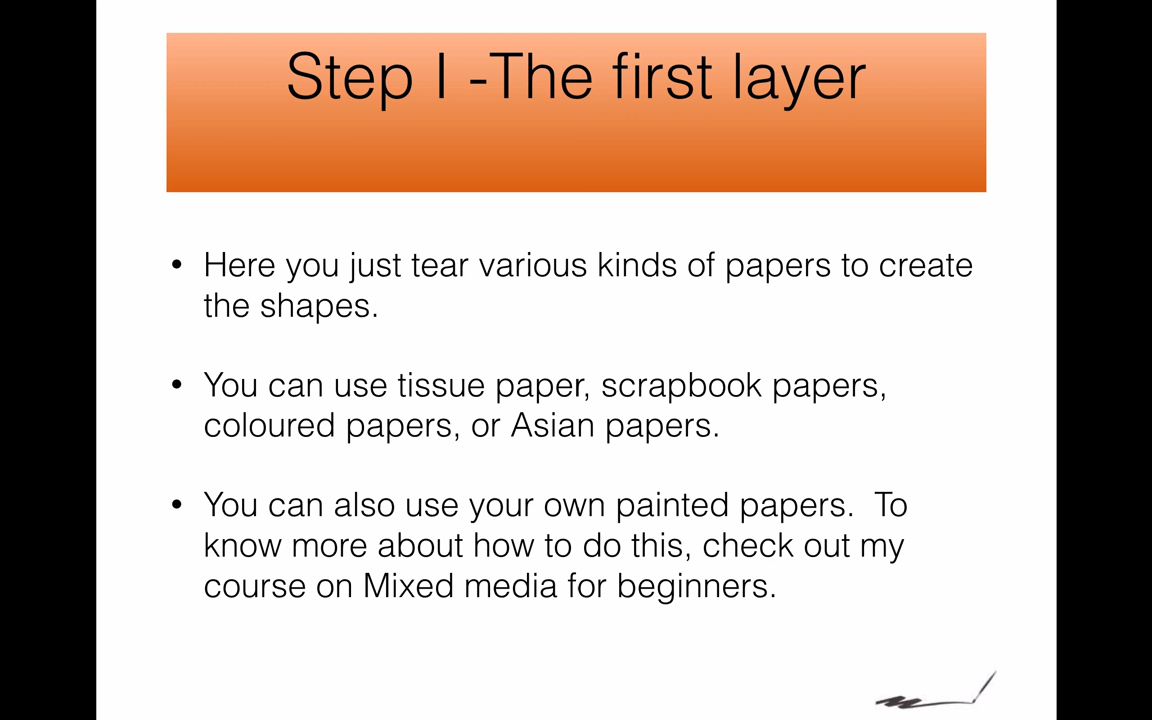 Step I -The first layer
• Here you just tear various kinds of papers to create
the shapes.
• You can use tissue paper, scrapbook papers,
coloured papers, or Asian papers.
• You can also use your own painted papers.  To
know more about how to do this, check out my
course on Mixed media for beginners.